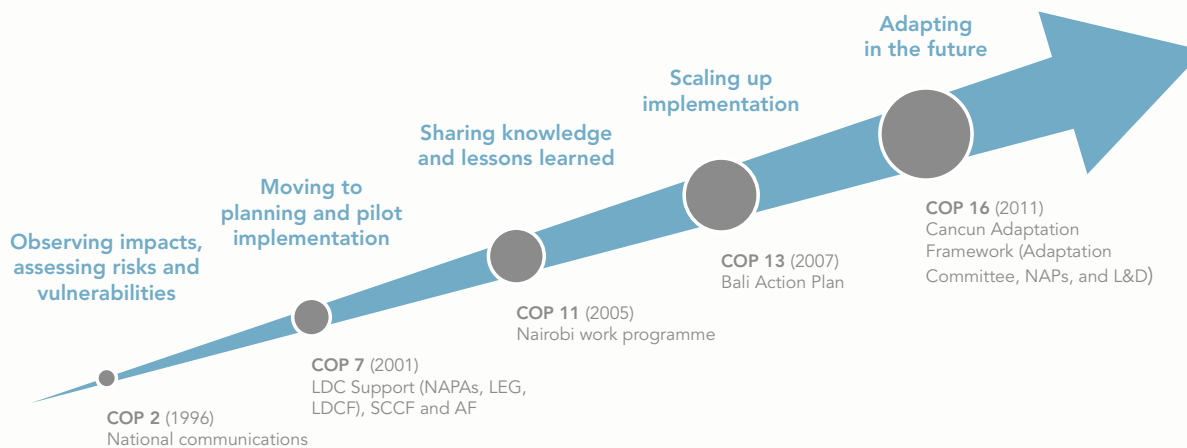 Observing impacts,
assessing risks and
vulnerabilities
COP 2 (1996)
National communications
Moving to
planning and pilot
implementation
COP 7 (2001)
LDC Support (NAPAs, LEG,
LDCF), SCCF and AF
Sharing knowledge
and lessons learned
COP 11 (2005)
Nairobi work programme
Scaling up
implementation
COP 13 (2007)
Bali Action Plan
Adapting
in the future
COP 16 (2011)
Cancun Adaptation
Framework (Adaptation
Committee, NAPs, and L&D)